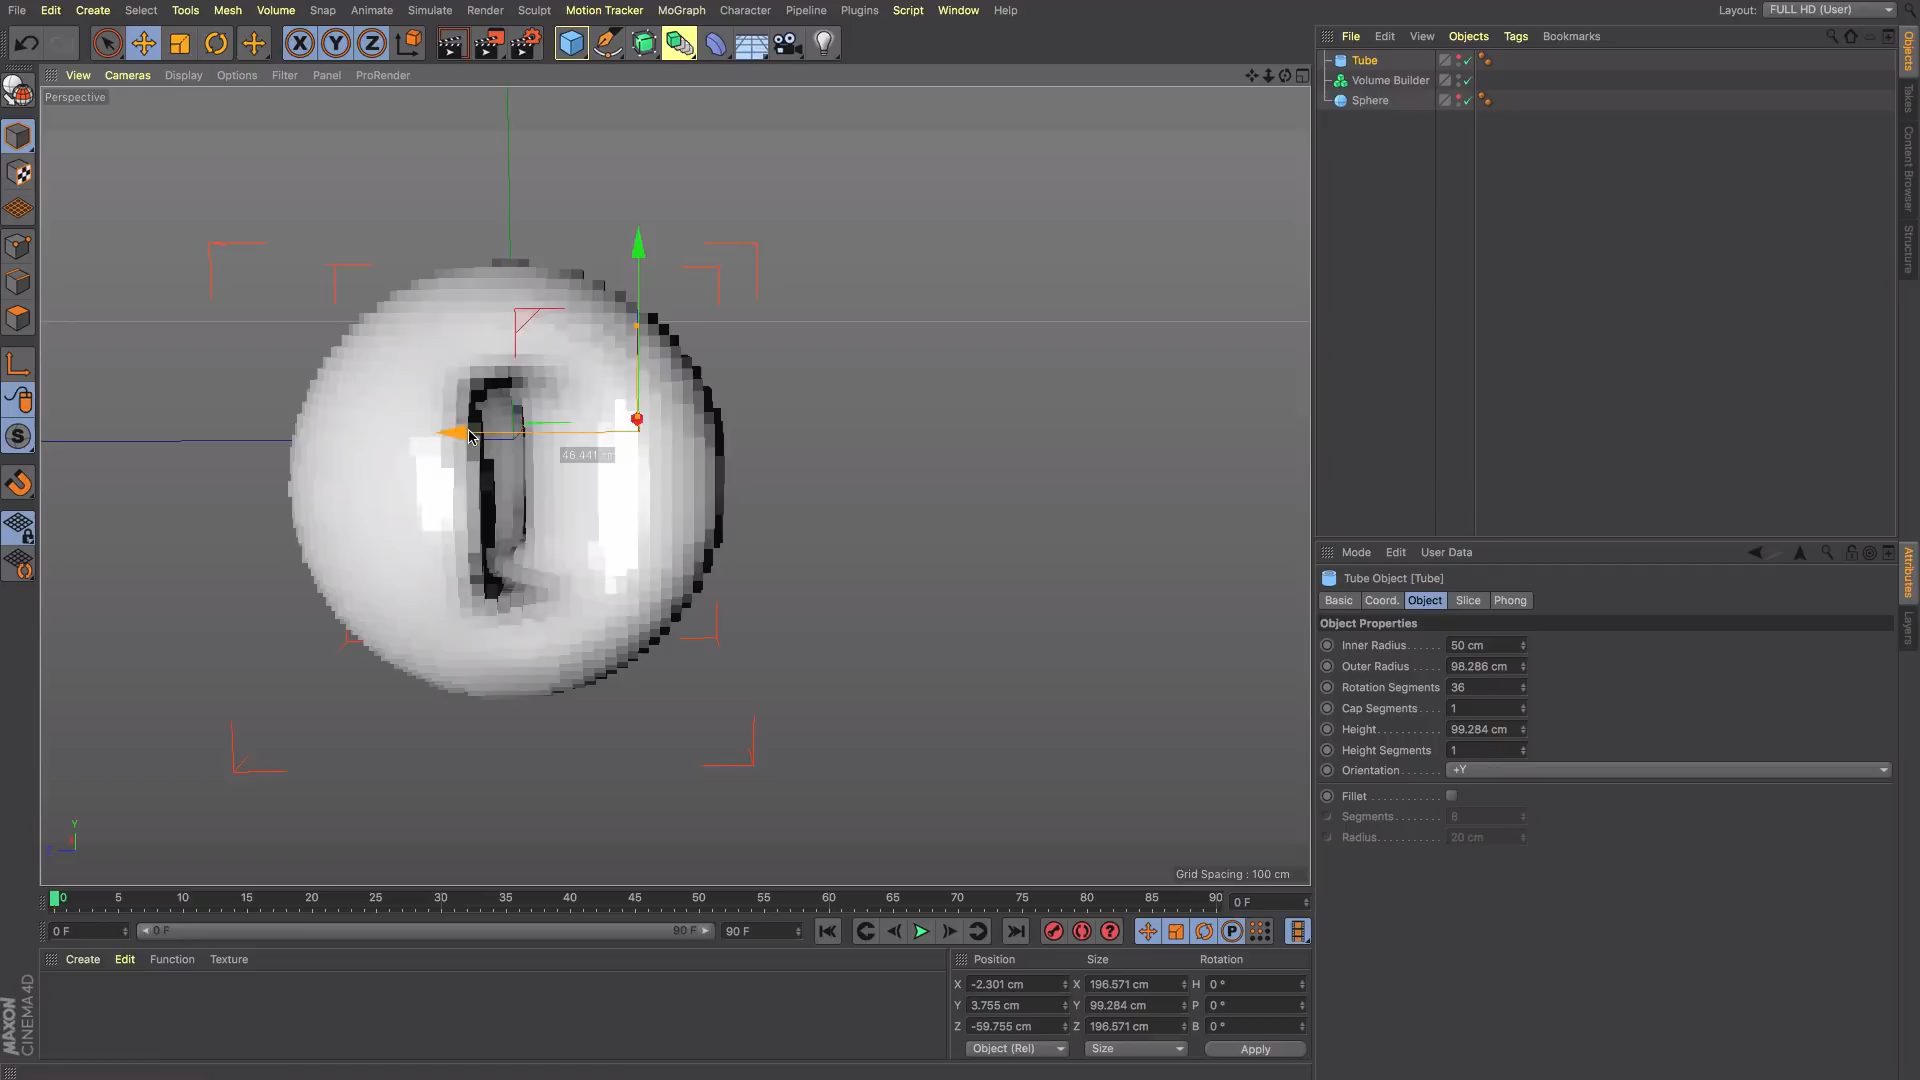 File Edit Create Select Tools Mesh Volume Snap Animate Simulate Render Sculpt Motion Tracker MoGraph Character Pipeline Plugins Script Window Help Layout: FULL HD (User)
X Y Z
File Edit View Objects Tags Bookmarks
Tube
Volume Builder
Sphere
Objects
Takes
Content Browser
Structure
View Cameras Display Options Filter Panel ProRender
Perspective
Y
Grid Spacing : 100 cm
Mode Edit User Data
Tube Object [Tube]
Basic Coord. Object Slice Phong
Object Properties
Inner Radius 50 cm
Outer Radius 98.286 cm
Rotation Segments 36
Cap Segments 1
Height 99.284 cm
Height Segments 1
Orientation +Y
Fillet
Segments 8
Radius 20 cm
Attributes
Layers
0 5 10 15 20 25 30 35 40 45 50 55 60 65 70 75 80 85 90 0 F
0 F 0 F 90 F 90 F
Create Edit Function Texture
Position Size Rotation
X -2.301 cm X 196.571 cm H 0 °
Y 3.755 cm Y 99.284 cm P 0 °
Z -59.755 cm Z 196.571 cm B 0 °
Object (Rel) Size Apply
MAXON
CINEMA 4D